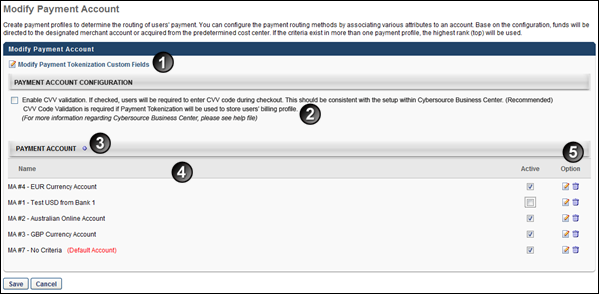 Modify Payment Account
Create payment profiles to determine the routing of users' payment. You can configure the payment routing methods by associating various attributes to an account. Base on the configuration, funds will be
directed to the designated merchant account or acquired from the predetermined cost center. If the criteria exist in more than one payment profile, the highest rank (top) will be used.
Modify Payment Account
Modify Payment Tokenization Custom Fields 1
PAYMENT ACCOUNT CONFIGURATION
Enable CVV validation. If checked, users will be required to enter CVV code during checkout. This should be consistent with the setup within Cybersource Business Center. (Recommended)
CVV Code Validation is required if Payment Tokenization will be used to store users' billing profile. 2
(For more information regarding Cybersource Business Center, please see help file)
PAYMENT ACCOUNT 3 5
Name 4 Active Option
MA #4 - EUR Currency Account
MA #1 - Test USD from Bank 1
MA #2 - Australian Online Account
MA #3 - GBP Currency Account
MA #7 - No Criteria (Default Account)
Save Cancel